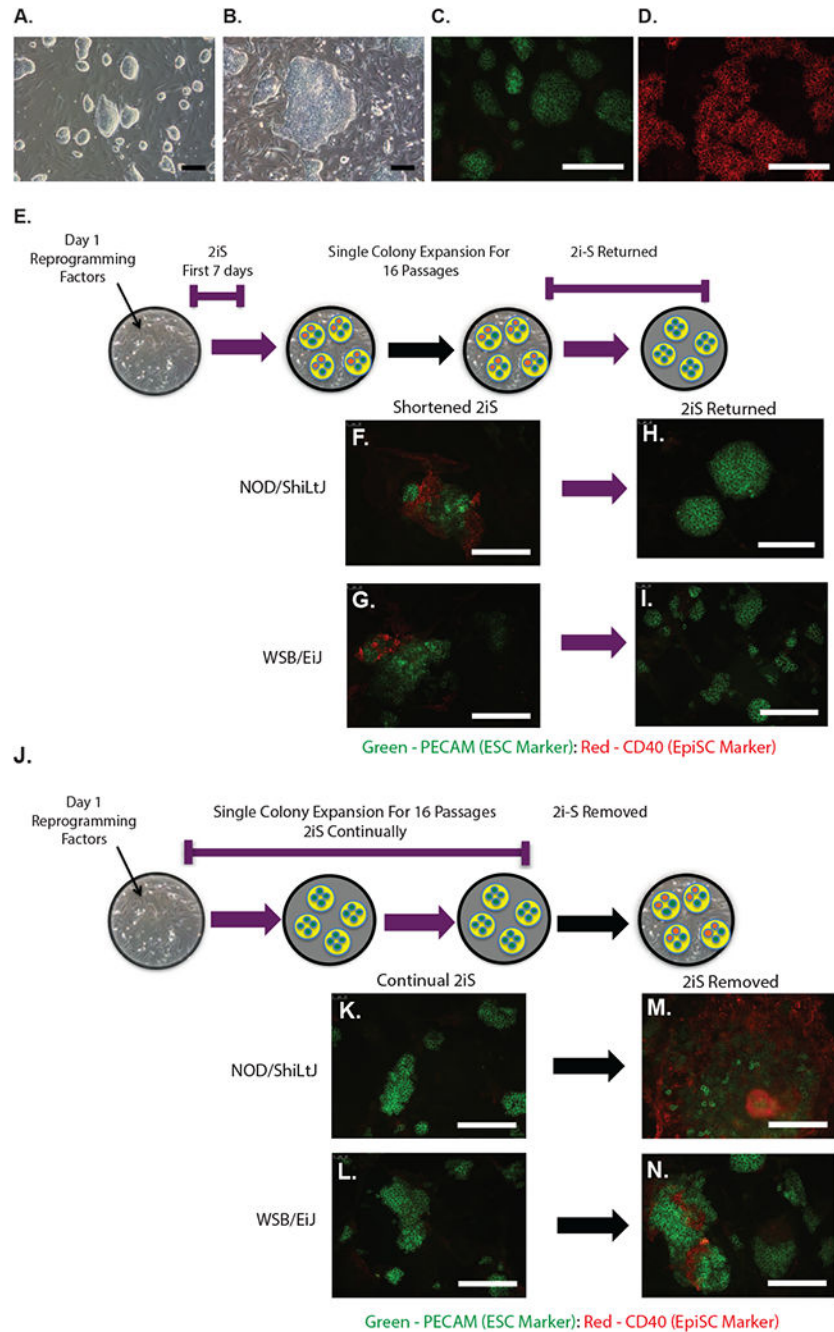 A.
B.
C.
D.
E.
Day 1
Reprogramming
Factors
2iS
First 7 days
Single Colony Expansion For
16 Passages
2i-S Returned
Shortened 2iS
2iS Returned
F.
H.
NOD/ShiLtJ
G.
I.
WSB/EiJ
Green - PECAM (ESC Marker): Red - CD40 (EpiSC Marker)
J.
Day 1
Reprogramming
Factors
Single Colony Expansion For 16 Passages
2iS Continually
2i-S Removed
Continual 2iS
2iS Removed
K.
M.
NOD/ShiLtJ
L.
N.
WSB/EiJ
Green - PECAM (ESC Marker): Red - CD40 (EpiSC Marker)